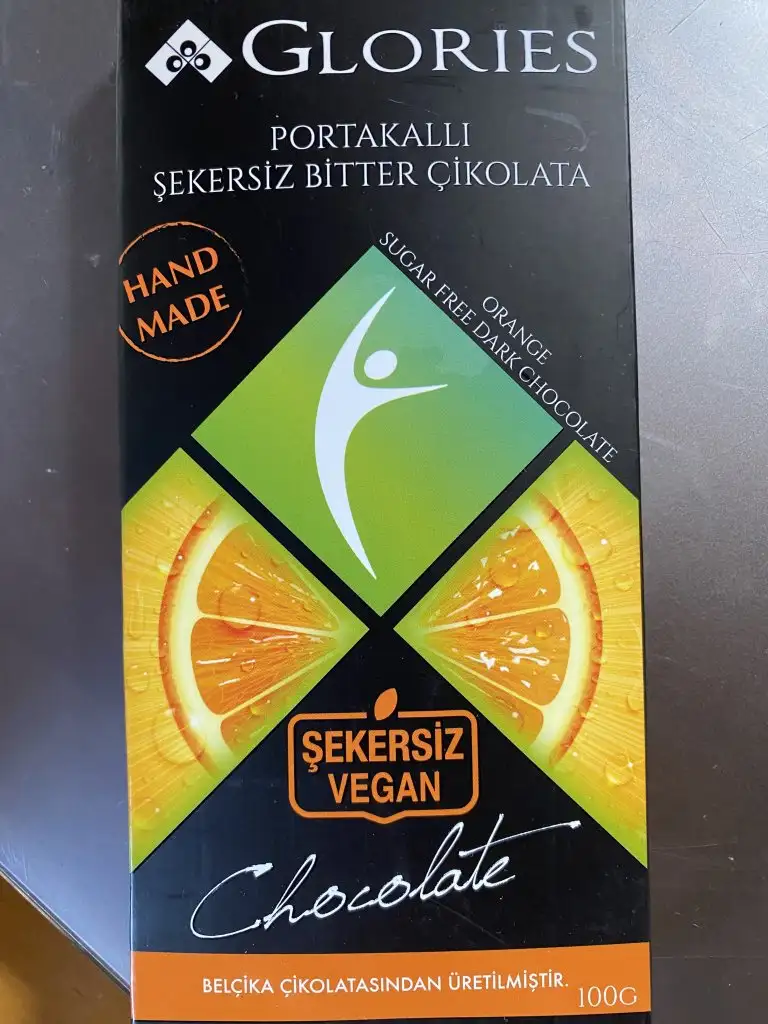 GLORIES
PORTAKALLI
ŞEKERSİZ BİTTER ÇİKOLATA
HAND
MADE
ORANGE
SUGAR FREE DARK CHOCOLATE
ŞEKERSİZ
VEGAN
Chocolate
BELÇİKA ÇİKOLATASINDAN ÜRETİLMİŞTİR.
100G